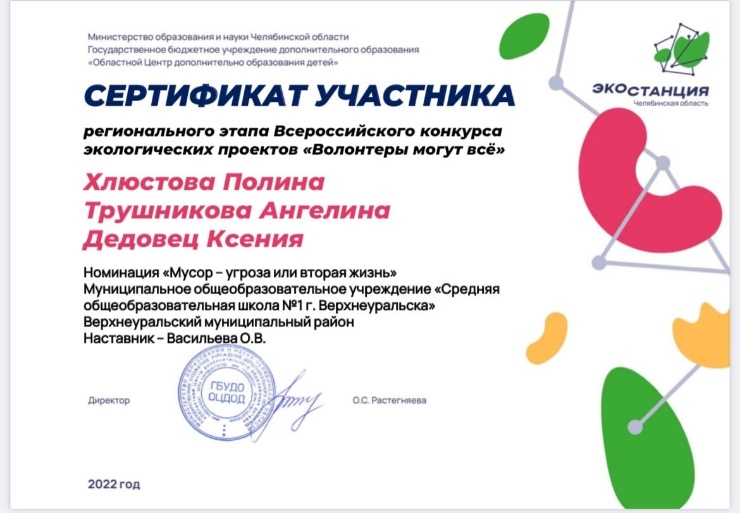 Министерство образования и науки Челябинской области
Государственное бюджетное учреждение дополнительного образования
«Областной Центр дополнительно образования детей»
ЭКОСТАНЦИЯ
Челябинская область
СЕРТИФИКАТ УЧАСТНИКА
регионального этапа Всероссийского конкурса
экологических проектов «Волонтеры могут всё»
Хлюстова Полина
Трушникова Ангелина
Дедовец Ксения
Номинация «Мусор – угроза или вторая жизнь»
Муниципальное общеобразовательное учреждение «Средняя
общеобразовательная школа №1 г. Верхнеуральска»
Верхнеуральский муниципальный район
Наставник – Васильева О.В.
Директор
ГБУДО
ОЦДОД
О.С. Растегняева
2022 год